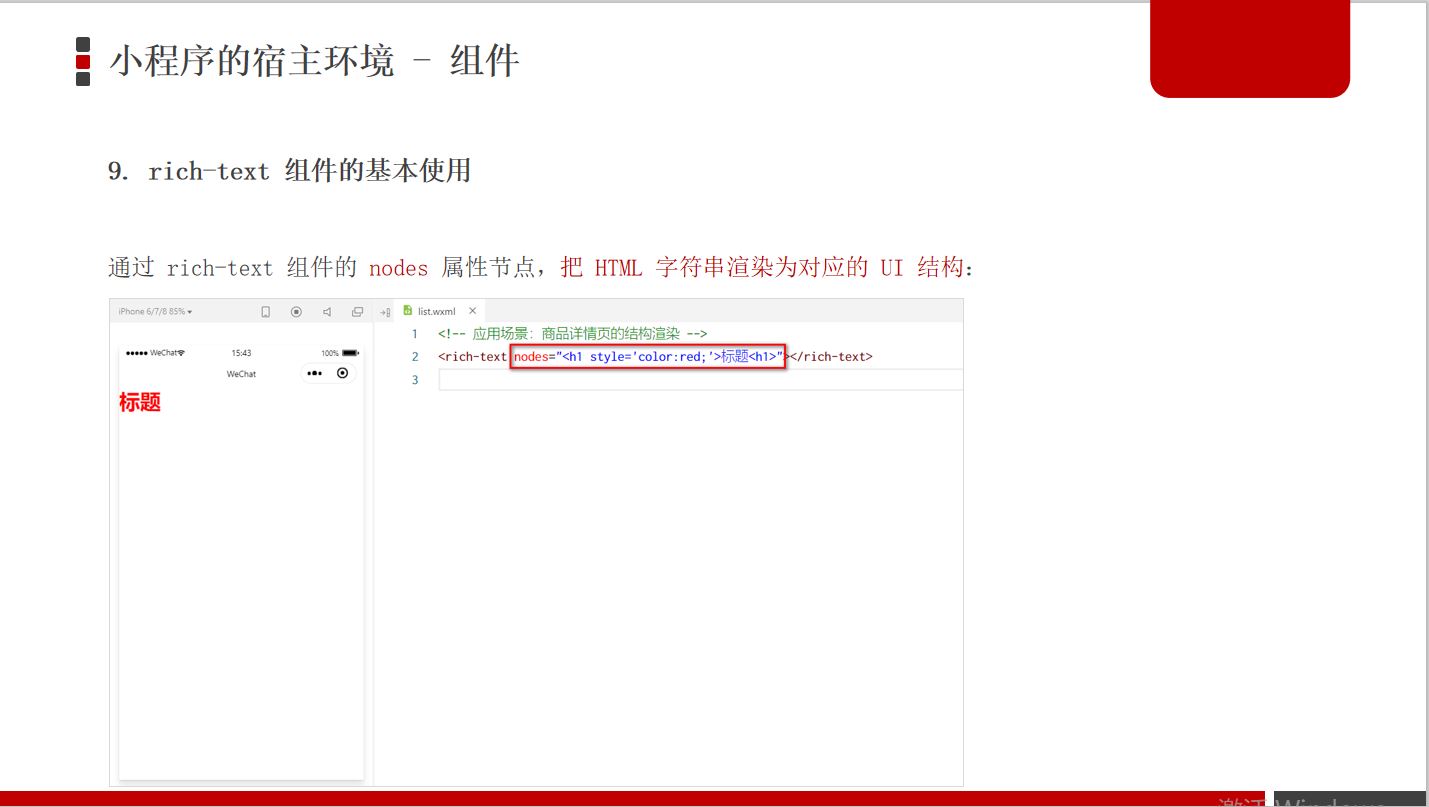 小程序的宿主环境 - 组件
9. rich-text 组件的基本使用
通过 rich-text 组件的 nodes 属性节点，把 HTML 字符串渲染为对应的 UI 结构：
iPhone 6/7/8 85%
list.wxml
WeChat 15:43 100%
WeChat
标题
1 <!-- 应用场景：商品详情页的结构渲染 -->
2 <rich-text nodes="<h1 style='color:red;'>标题<h1>"></rich-text>
3
激活 Windows